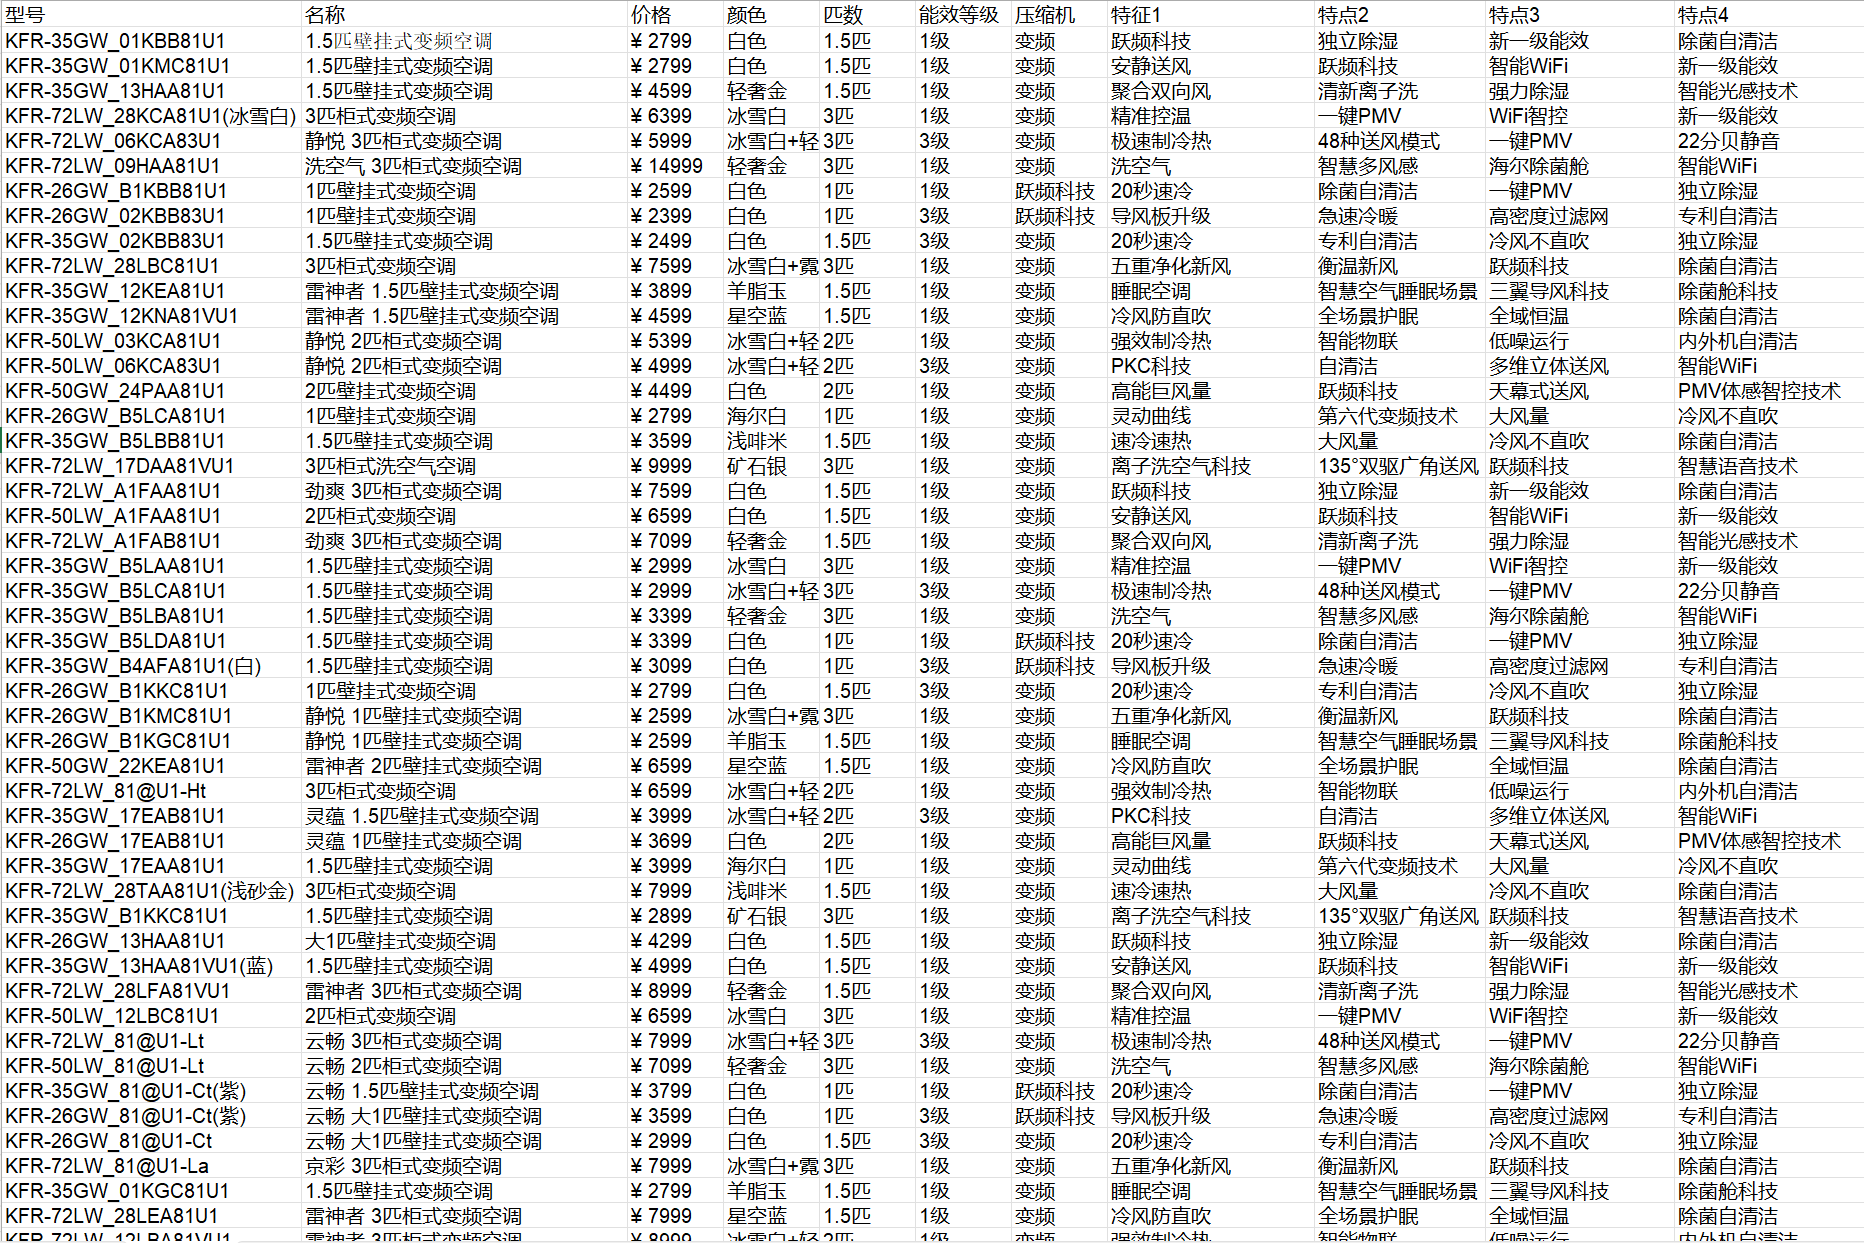 型号 名称 价格 颜色 匹数 能效等级 压缩机 特征1 特点2 特点3 特点4
KFR-35GW_01KBB81U1 1.5匹壁挂式变频空调 ¥ 2799 白色 1.5匹 1级 变频 跃频科技 独立除湿 新一级能效 除菌自清洁
KFR-35GW_01KMC81U1 1.5匹壁挂式变频空调 ¥ 2799 白色 1.5匹 1级 变频 安静送风 跃频科技 智能WiFi 新一级能效
KFR-35GW_13HAA81U1 1.5匹壁挂式变频空调 ¥ 4599 轻奢金 1.5匹 1级 变频 聚合双向风 清新离子洗 强力除湿 智能光感技术
KFR-72LW_28KCA81U1(冰雪白) 3匹柜式变频空调 ¥ 6399 冰雪白 3匹 1级 变频 精准控温 一键PMV WiFi智控 新一级能效
KFR-72LW_06KCA83U1 静悦 3匹柜式变频空调 ¥ 5999 冰雪白+轻 3匹 3级 变频 极速制冷热 48种送风模式 一键PMV 22分贝静音
KFR-72LW_09HAA81U1 洗空气 3匹柜式变频空调 ¥ 14999 轻奢金 3匹 1级 变频 洗空气 智慧多风感 海尔除菌舱 智能WiFi
KFR-26GW_B1KBB81U1 1匹壁挂式变频空调 ¥ 2599 白色 1匹 1级 跃频科技 20秒速冷 除菌自清洁 一键PMV 独立除湿
KFR-26GW_02KBB83U1 1匹壁挂式变频空调 ¥ 2399 白色 1匹 3级 跃频科技 导风板升级 急速冷暖 高密度过滤网 专利自清洁
KFR-35GW_02KBB83U1 1.5匹壁挂式变频空调 ¥ 2499 白色 1.5匹 3级 变频 20秒速冷 专利自清洁 冷风不直吹 独立除湿
KFR-72LW_28LBC81U1 3匹柜式变频空调 ¥ 7599 冰雪白+霓 3匹 1级 变频 五重净化新风 衡温新风 跃频科技 除菌自清洁
KFR-35GW_12KEA81U1 雷神者 1.5匹壁挂式变频空调 ¥ 3899 羊脂玉 1.5匹 1级 变频 睡眠空调 智慧空气睡眠场景 三翼导风科技 除菌舱科技
KFR-35GW_12KNA81VU1 雷神者 1.5匹壁挂式变频空调 ¥ 4599 星空蓝 1.5匹 1级 变频 冷风防直吹 全场景护眠 全域恒温 除菌自清洁
KFR-50LW_03KCA81U1 静悦 2匹柜式变频空调 ¥ 5399 冰雪白+轻 2匹 1级 变频 强效制冷热 智能物联 低噪运行 内外机自清洁
KFR-50LW_06KCA83U1 静悦 2匹柜式变频空调 ¥ 4999 冰雪白+轻 2匹 3级 变频 PKC科技 自清洁 多维立体送风 智能WiFi
KFR-50GW_24PAA81U1 2匹壁挂式变频空调 ¥ 4499 白色 2匹 1级 变频 高能巨风量 跃频科技 天幕式送风 PMV体感智控技术
KFR-26GW_B5LCA81U1 1匹壁挂式变频空调 ¥ 2799 海尔白 1匹 1级 变频 灵动曲线 第六代变频技术 大风量 冷风不直吹
KFR-35GW_B5LBB81U1 1.5匹壁挂式变频空调 ¥ 3599 浅啡米 1.5匹 1级 变频 速冷速热 大风量 冷风不直吹 除菌自清洁
KFR-72LW_17DAA81VU1 3匹柜式洗空气空调 ¥ 9999 矿石银 3匹 1级 变频 离子洗空气科技 135°双驱广角送风 跃频科技 智慧语音技术
KFR-72LW_A1FAA81U1 劲爽 3匹柜式变频空调 ¥ 7599 白色 1.5匹 1级 变频 跃频科技 独立除湿 新一级能效 除菌自清洁
KFR-50LW_A1FAA81U1 2匹柜式变频空调 ¥ 6599 白色 1.5匹 1级 变频 安静送风 跃频科技 智能WiFi 新一级能效
KFR-72LW_A1FAB81U1 劲爽 3匹柜式变频空调 ¥ 7099 轻奢金 1.5匹 1级 变频 聚合双向风 清新离子洗 强力除湿 智能光感技术
KFR-35GW_B5LAA81U1 1.5匹壁挂式变频空调 ¥ 2999 冰雪白 3匹 1级 变频 精准控温 一键PMV WiFi智控 新一级能效
KFR-35GW_B5LCA81U1 1.5匹壁挂式变频空调 ¥ 2999 冰雪白+轻 3匹 3级 变频 极速制冷热 48种送风模式 一键PMV 22分贝静音
KFR-35GW_B5LBA81U1 1.5匹壁挂式变频空调 ¥ 3399 轻奢金 3匹 1级 变频 洗空气 智慧多风感 海尔除菌舱 智能WiFi
KFR-35GW_B5LDA81U1 1.5匹壁挂式变频空调 ¥ 3399 白色 1匹 1级 跃频科技 20秒速冷 除菌自清洁 一键PMV 独立除湿
KFR-35GW_B4AFA81U1(白) 1.5匹壁挂式变频空调 ¥ 3099 白色 1匹 3级 跃频科技 导风板升级 急速冷暖 高密度过滤网 专利自清洁
KFR-26GW_B1KKC81U1 1匹壁挂式变频空调 ¥ 2799 白色 1.5匹 3级 变频 20秒速冷 专利自清洁 冷风不直吹 独立除湿
KFR-26GW_B1KMC81U1 静悦 1匹壁挂式变频空调 ¥ 2599 冰雪白+霓 3匹 1级 变频 五重净化新风 衡温新风 跃频科技 除菌自清洁
KFR-26GW_B1KGC81U1 静悦 1匹壁挂式变频空调 ¥ 2599 羊脂玉 1.5匹 1级 变频 睡眠空调 智慧空气睡眠场景 三翼导风科技 除菌舱科技
KFR-50GW_22KEA81U1 雷神者 2匹壁挂式变频空调 ¥ 6599 星空蓝 1.5匹 1级 变频 冷风防直吹 全场景护眠 全域恒温 除菌自清洁
KFR-72LW_81@U1-Ht 3匹柜式变频空调 ¥ 6599 冰雪白+轻 2匹 1级 变频 强效制冷热 智能物联 低噪运行 内外机自清洁
KFR-35GW_17EAB81U1 灵蕴 1.5匹壁挂式变频空调 ¥ 3999 冰雪白+轻 2匹 3级 变频 PKC科技 自清洁 多维立体送风 智能WiFi
KFR-26GW_17EAB81U1 灵蕴 1匹壁挂式变频空调 ¥ 3699 白色 2匹 1级 变频 高能巨风量 跃频科技 天幕式送风 PMV体感智控技术
KFR-35GW_17EAA81U1 1.5匹壁挂式变频空调 ¥ 3999 海尔白 1匹 1级 变频 灵动曲线 第六代变频技术 大风量 冷风不直吹
KFR-72LW_28TAA81U1(浅砂金) 3匹柜式变频空调 ¥ 7999 浅啡米 1.5匹 1级 变频 速冷速热 大风量 冷风不直吹 除菌自清洁
KFR-35GW_B1KKC81U1 1.5匹壁挂式变频空调 ¥ 2899 矿石银 3匹 1级 变频 离子洗空气科技 135°双驱广角送风 跃频科技 智慧语音技术
KFR-26GW_13HAA81U1 大1匹壁挂式变频空调 ¥ 4299 白色 1.5匹 1级 变频 跃频科技 独立除湿 新一级能效 除菌自清洁
KFR-35GW_13HAA81VU1(蓝) 1.5匹壁挂式变频空调 ¥ 4999 白色 1.5匹 1级 变频 安静送风 跃频科技 智能WiFi 新一级能效
KFR-72LW_28LFA81VU1 雷神者 3匹柜式变频空调 ¥ 8999 轻奢金 1.5匹 1级 变频 聚合双向风 清新离子洗 强力除湿 智能光感技术
KFR-50LW_12LBC81U1 2匹柜式变频空调 ¥ 6599 冰雪白 3匹 1级 变频 精准控温 一键PMV WiFi智控 新一级能效
KFR-72LW_81@U1-Lt 云畅 3匹柜式变频空调 ¥ 7999 冰雪白+轻 3匹 3级 变频 极速制冷热 48种送风模式 一键PMV 22分贝静音
KFR-50LW_81@U1-Lt 云畅 2匹柜式变频空调 ¥ 7099 轻奢金 3匹 1级 变频 洗空气 智慧多风感 海尔除菌舱 智能WiFi
KFR-35GW_81@U1-Ct(紫) 云畅 1.5匹壁挂式变频空调 ¥ 3799 白色 1匹 1级 跃频科技 20秒速冷 除菌自清洁 一键PMV 独立除湿
KFR-26GW_81@U1-Ct(紫) 云畅 大1匹壁挂式变频空调 ¥ 3599 白色 1匹 3级 跃频科技 导风板升级 急速冷暖 高密度过滤网 专利自清洁
KFR-26GW_81@U1-Ct 云畅 大1匹壁挂式变频空调 ¥ 2999 白色 1.5匹 3级 变频 20秒速冷 专利自清洁 冷风不直吹 独立除湿
KFR-72LW_81@U1-La 京彩 3匹柜式变频空调 ¥ 7999 冰雪白+霓 3匹 1级 变频 五重净化新风 衡温新风 跃频科技 除菌自清洁
KFR-35GW_01KGC81U1 1.5匹壁挂式变频空调 ¥ 2799 羊脂玉 1.5匹 1级 变频 睡眠空调 智慧空气睡眠场景 三翼导风科技 除菌舱科技
KFR-72LW_28LEA81U1 雷神者 3匹柜式变频空调 ¥ 7999 星空蓝 1.5匹 1级 变频 冷风防直吹 全场景护眠 全域恒温 除菌自清洁
KFR-72LW_12LBA81VU1 雷神者 3匹柜式变频空调 ¥ 8999 冰雪白+轻 2匹 1级 变频 强效制冷热 智能物联 低噪运行 内外机自清洁